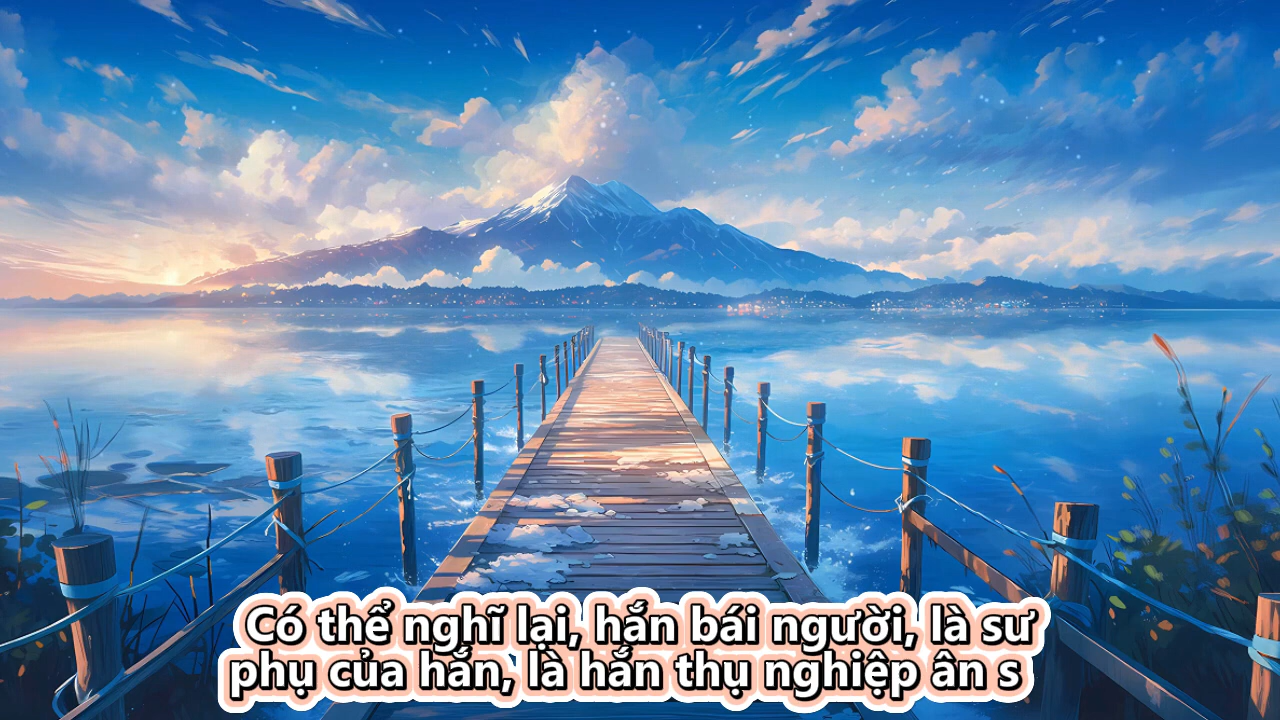 Có thể nghĩ lại, hắn bái người, là sư
phụ của hắn, là hắn thụ nghiệp ân s